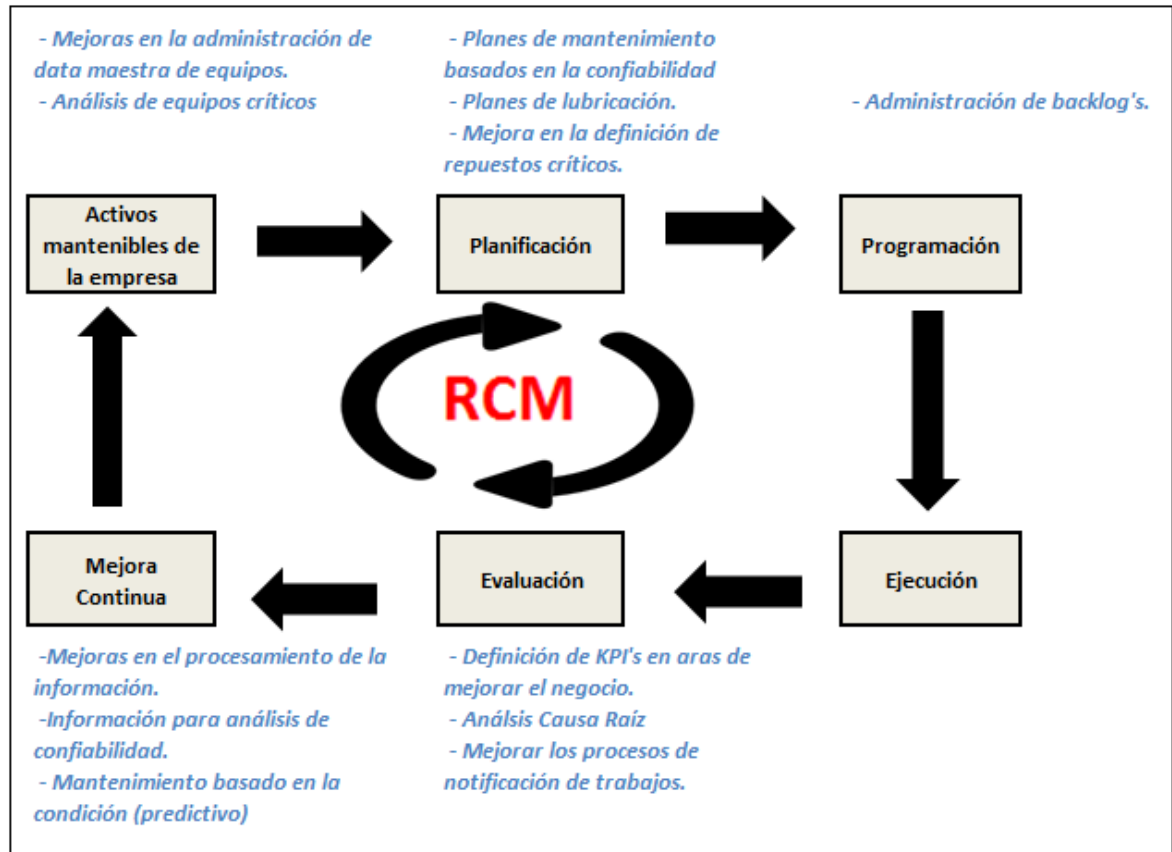 - Mejoras en la administración de
data maestra de equipos.
- Análisis de equipos críticos
- Planes de mantenimiento
basados en la confiabilidad
- Planes de lubricación.
- Mejora en la definición de
repuestos críticos.
- Administración de backlog's.
Activos
mantenibles de
la empresa
Planificación
Programación
RCM
Mejora
Continua
Evaluación
Ejecución
-Mejoras en el procesamiento de la
información.
-Información para análisis de
confiabilidad.
- Mantenimiento basado en la
condición (predictivo)
- Definición de KPI's en aras de
mejorar el negocio.
- Análsis Causa Raíz
- Mejorar los procesos de
notificación de trabajos.